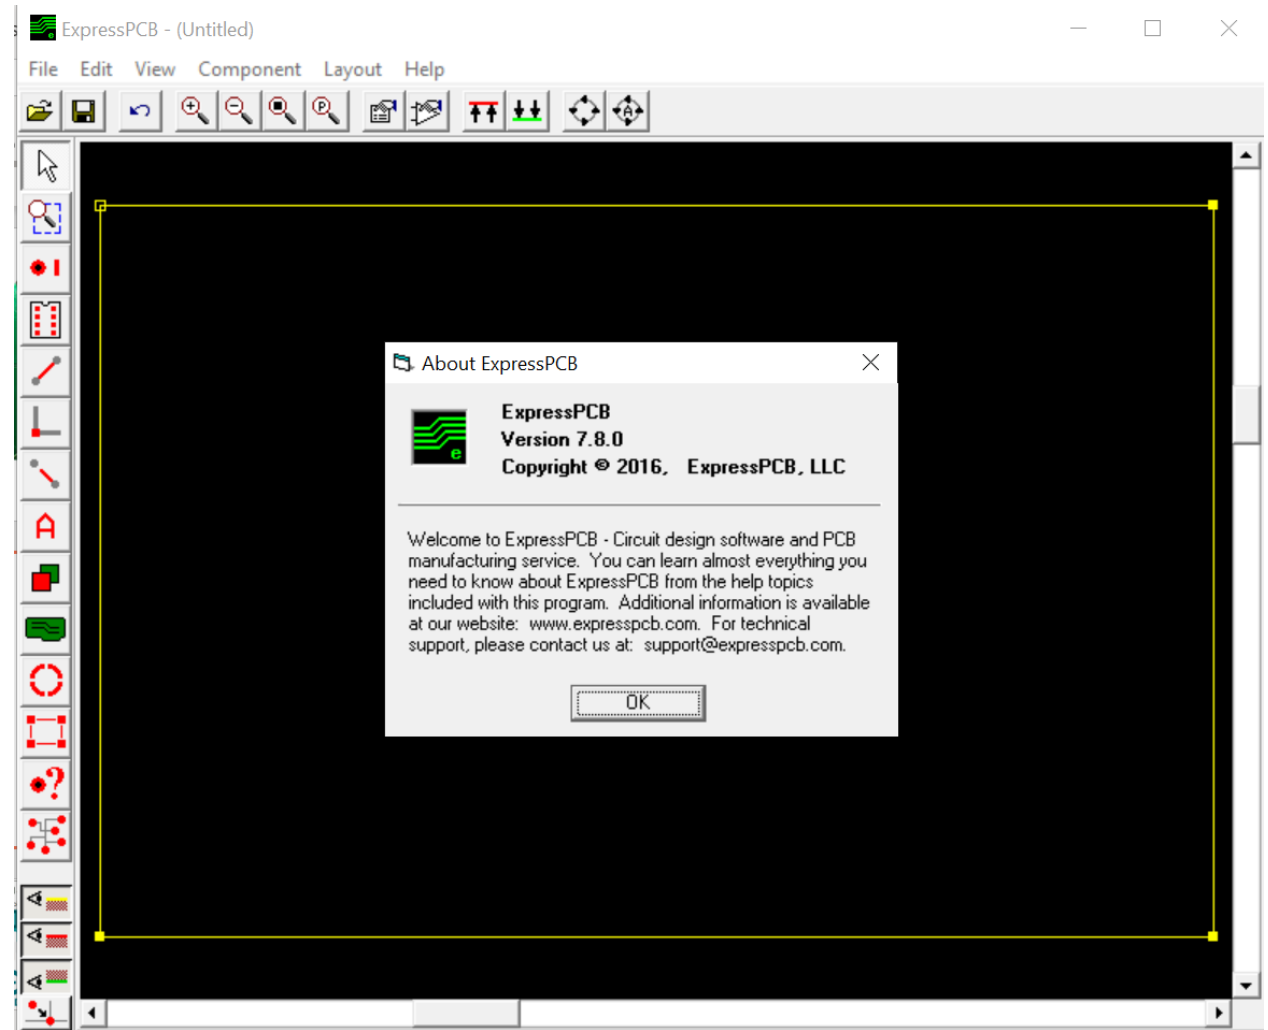 ExpressPCB - (Untitled)
File Edit View Component Layout Help
About ExpressPCB
ExpressPCB
Version 7.8.0
Copyright © 2016, ExpressPCB, LLC
e
Welcome to ExpressPCB - Circuit design software and PCB
manufacturing service. You can learn almost everything you
need to know about ExpressPCB from the help topics
included with this program. Additional information is available
at our website: www.expresspcb.com. For technical
support, please contact us at: support@expresspcb.com.
OK